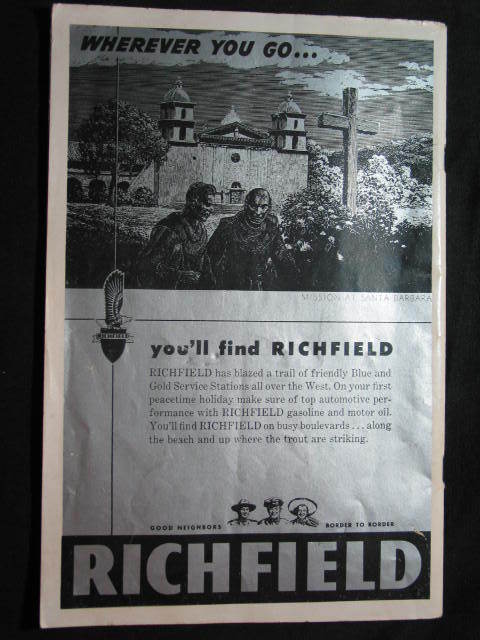 WHEREVER YOU GO...
MISSION AT SANTA BARBARA
RICHFIELD
you'll find RICHFIELD
RICHFIELD has blazed a trail of friendly Blue and
Gold Service Stations all over the West. On your first
peacetime holiday make sure of top automotive per-
formance with RICHFIELD gasoline and motor oil.
You'll find RICHFIELD on busy boulevards... along
the beach and up where the trout are striking.
GOOD NEIGHBORS BORDER TO BORDER
RICHFIELD